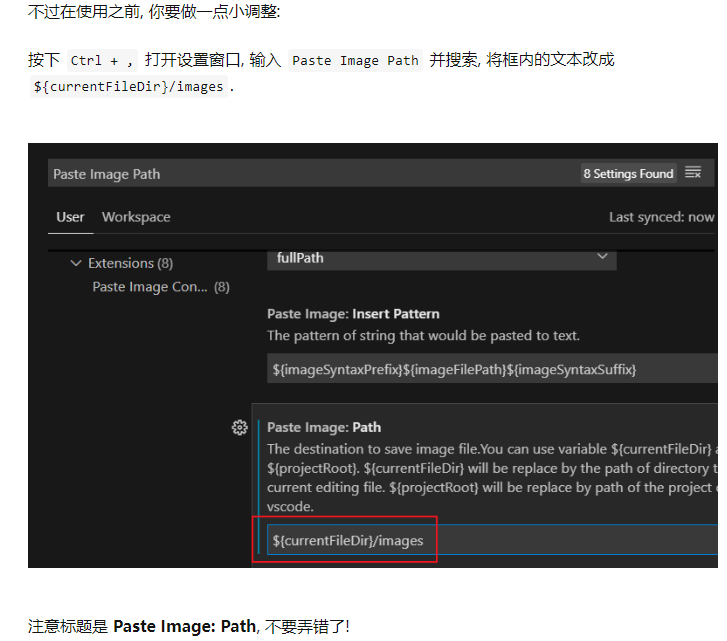 不过在使用之前, 你要做一点小调整:
按下 Ctrl + , 打开设置窗口, 输入 Paste Image Path 并搜索, 将框内的文本改成
${currentFileDir}/images .
Paste Image Path
8 Settings Found
User Workspace
Last synced: now
Extensions (8)
Paste Image Con... (8)
fullPath
Paste Image: Insert Pattern
The pattern of string that would be pasted to text.
${imageSyntaxPrefix}${imageFilePath}${imageSyntaxSuffix}
Paste Image: Path
The destination to save image file.You can use variable ${currentFileDir} a
${projectRoot}. ${currentFileDir} will be replace by the path of directory t
current editing file. ${projectRoot} will be replace by path of the project
vscode.
${currentFileDir}/images
注意标题是 Paste Image: Path, 不要弄错了!